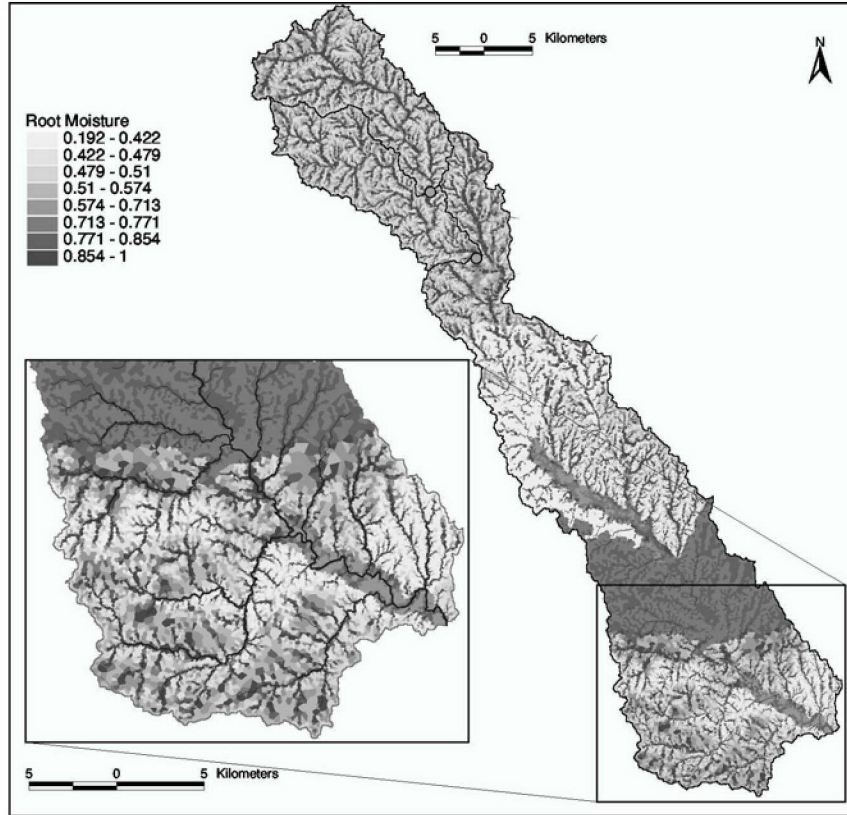 5 0 5 Kilometers
N
Root Moisture
0.192 - 0.422
0.422 - 0.479
0.479 - 0.51
0.51 - 0.574
0.574 - 0.713
0.713 - 0.771
0.771 - 0.854
0.854 - 1
5 0 5 Kilometers